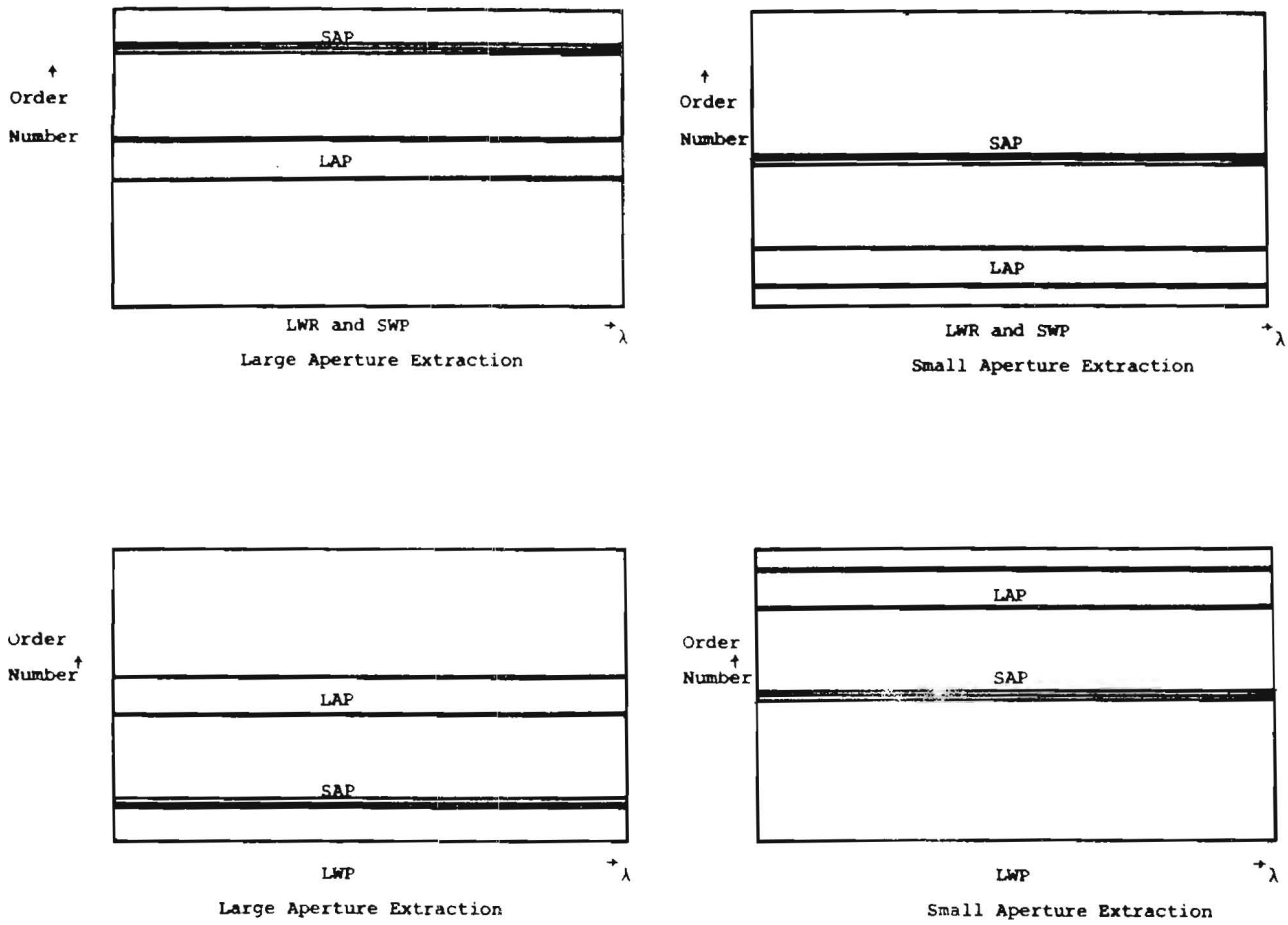 SAP
↑
Order
Number
LAP
LWR and SWP
→ λ
Large Aperture Extraction
↑
Order
Number
SAP
LAP
LWR and SWP
→ λ
Small Aperture Extraction
Order
Number ↑
LAP
SAP
LWP
→ λ
Large Aperture Extraction
LAP
Order
↑
Number
SAP
LWP
→ λ
Small Aperture Extraction